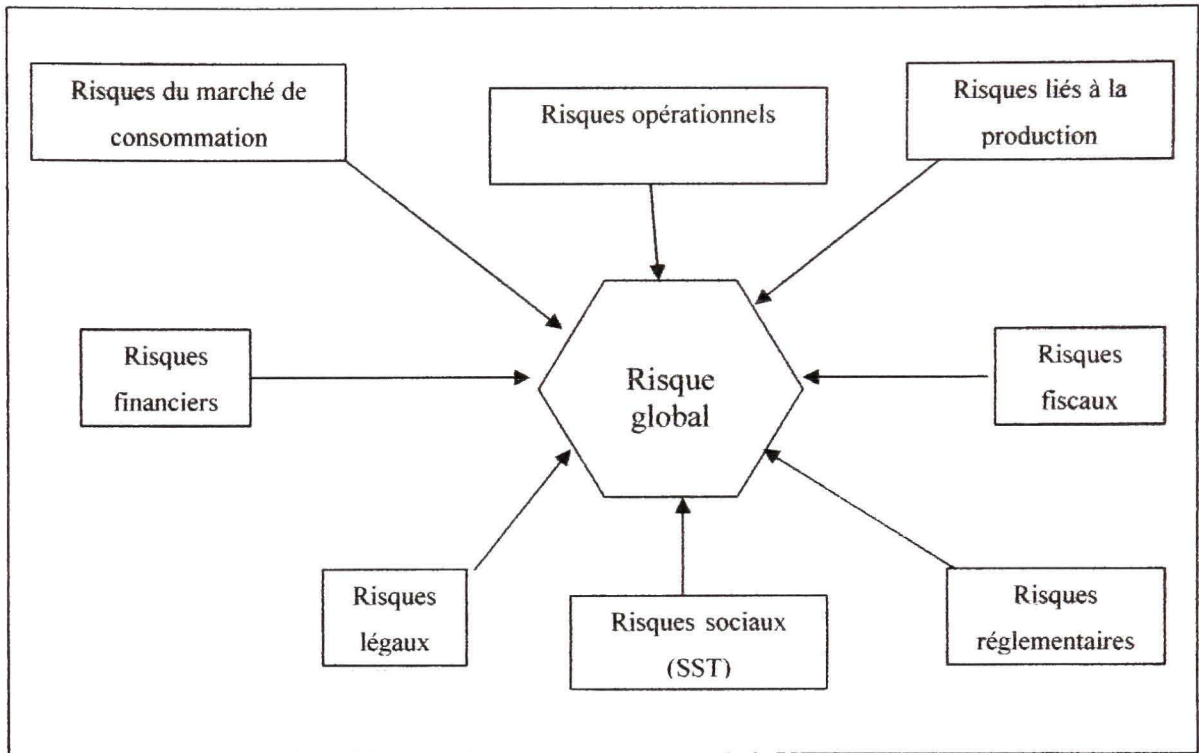 Risques du marché de
consommation
Risques opérationnels
Risques liés à la
production
Risques
financiers
Risque
global
Risques
fiscaux
Risques
légaux
Risques sociaux
(SST)
Risques
réglementaires